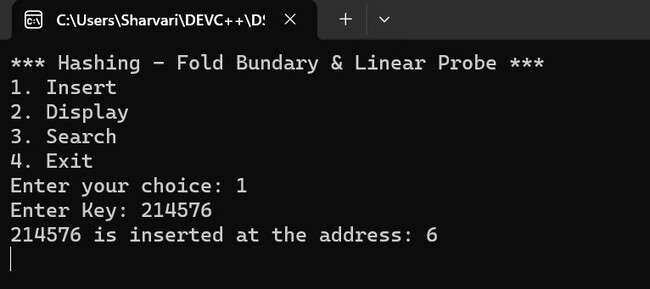 C:\Users\Sharvari\DEVC++\DS
*** Hashing - Fold Bundary & Linear Probe ***
1. Insert
2. Display
3. Search
4. Exit
Enter your choice: 1
Enter Key: 214576
214576 is inserted at the address: 6